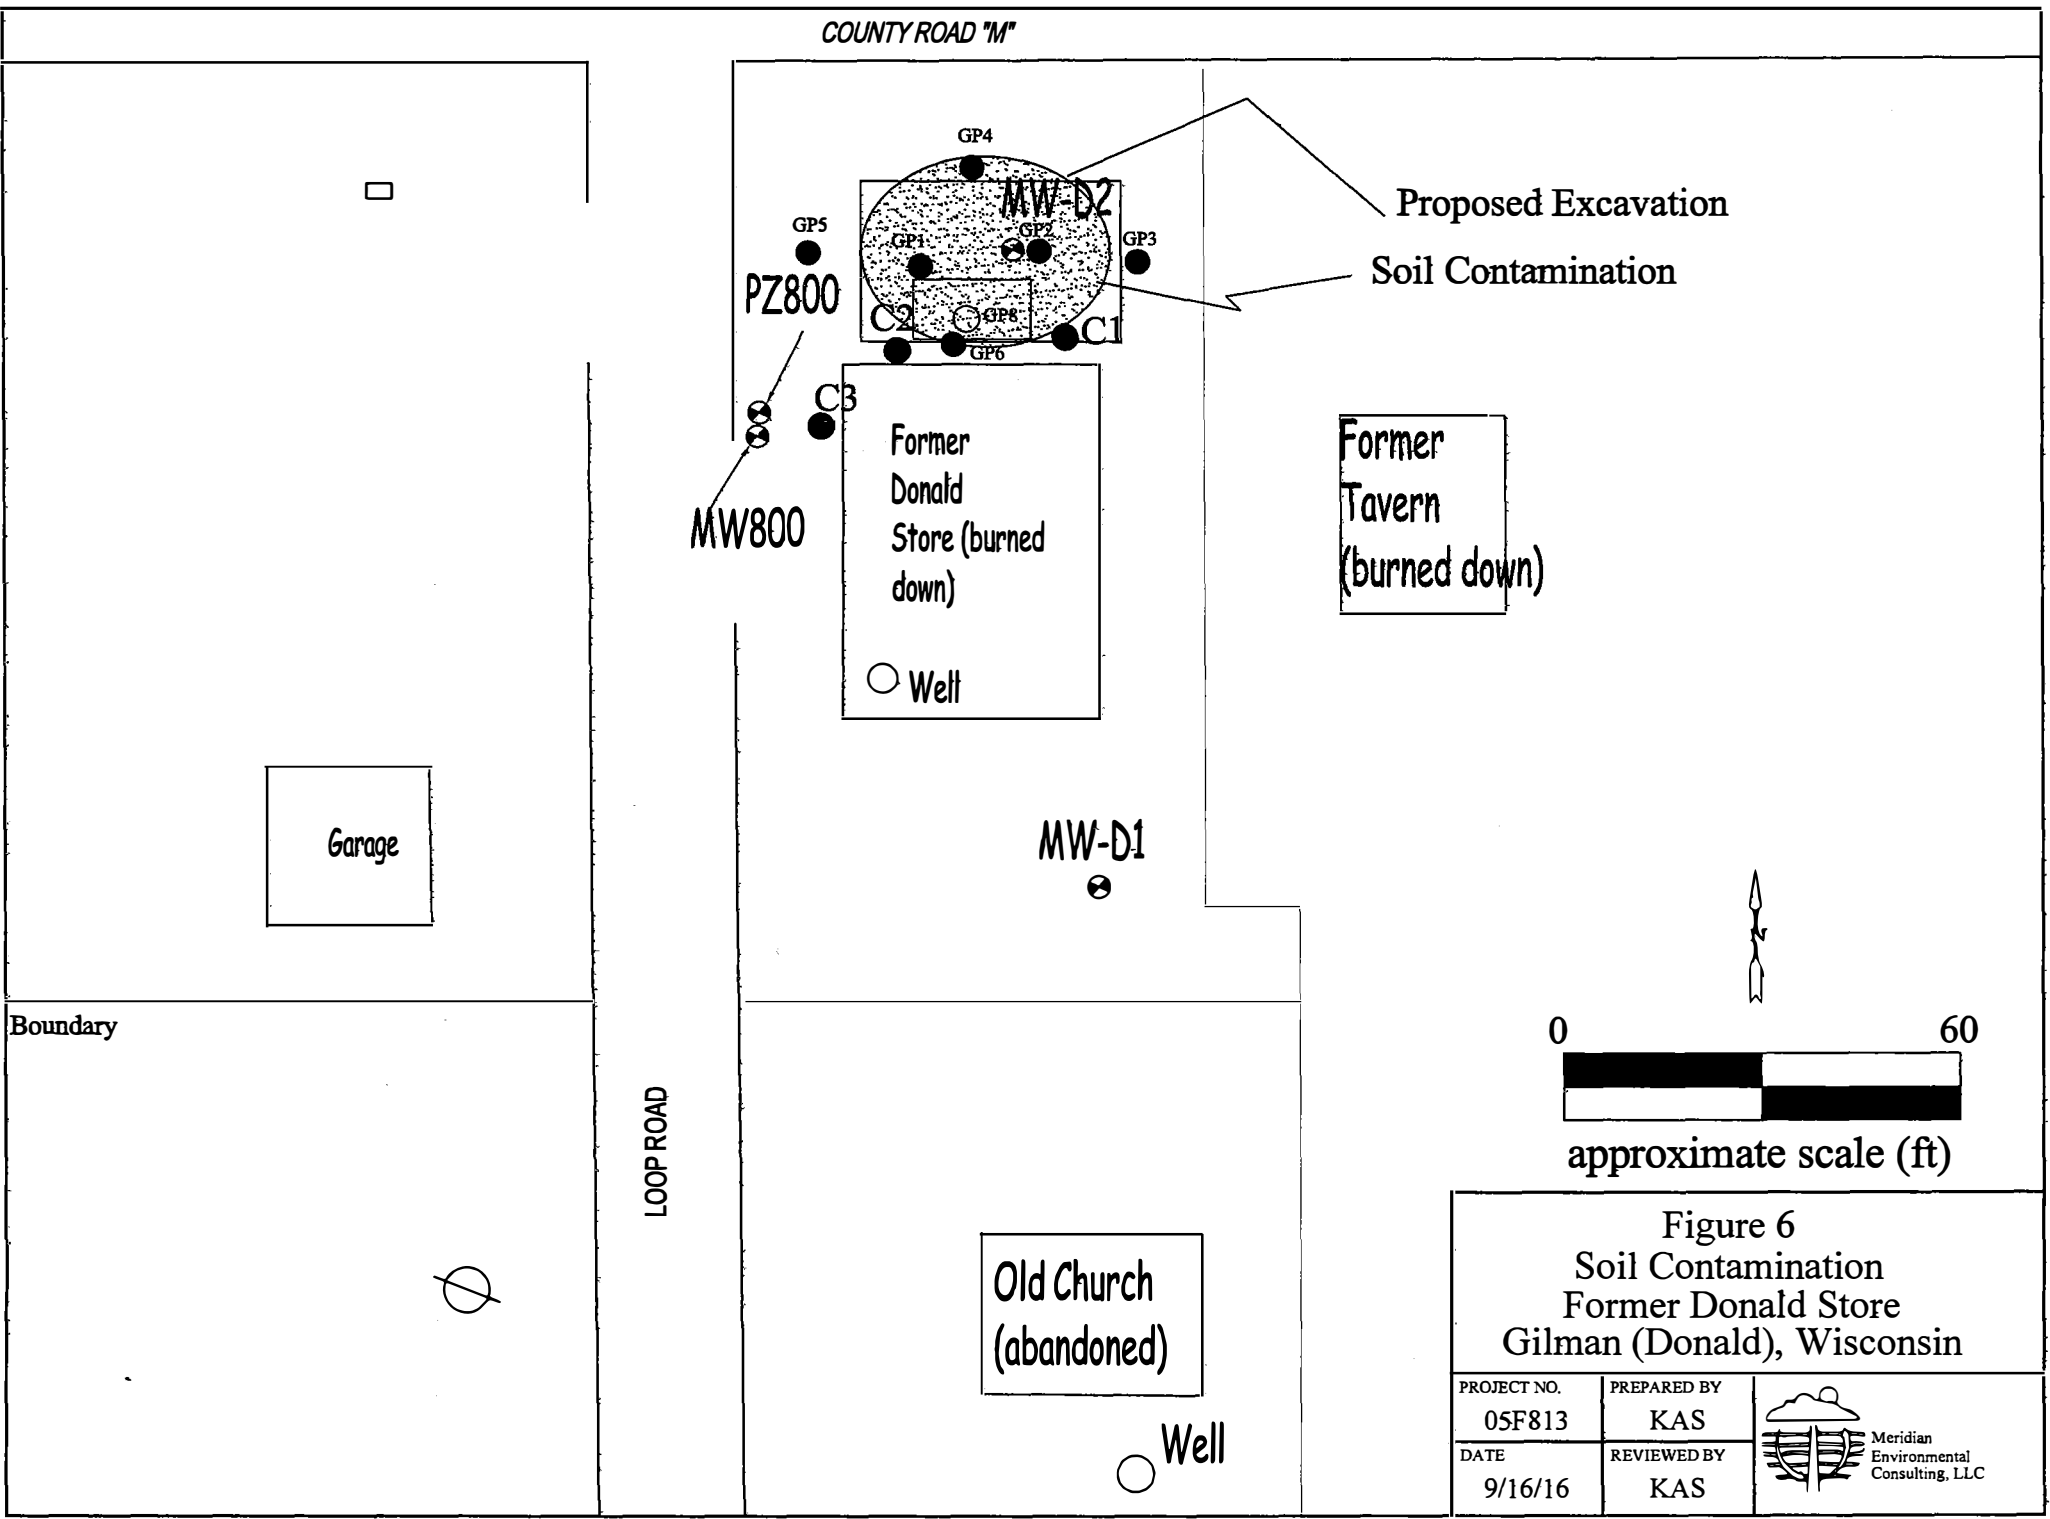 COUNTY ROAD "M"
GP4
MW-D2
Proposed Excavation
GP5
GP1
GP2
GP3
Soil Contamination
PZ800
C2
GP8
C1
GP6
C3
MW800
Former
Donald
Store (burned
down)
Well
Former
Tavern
(burned down)
Garage
MW-D1
N
Boundary
0
60
approximate scale (ft)
LOOP ROAD
Old Church
(abandoned)
Well
Figure 6
Soil Contamination
Former Donald Store
Gilman (Donald), Wisconsin
PROJECT NO.
05F813
PREPARED BY
KAS
DATE
9/16/16
REVIEWED BY
KAS
Meridian
Environmental
Consulting, LLC